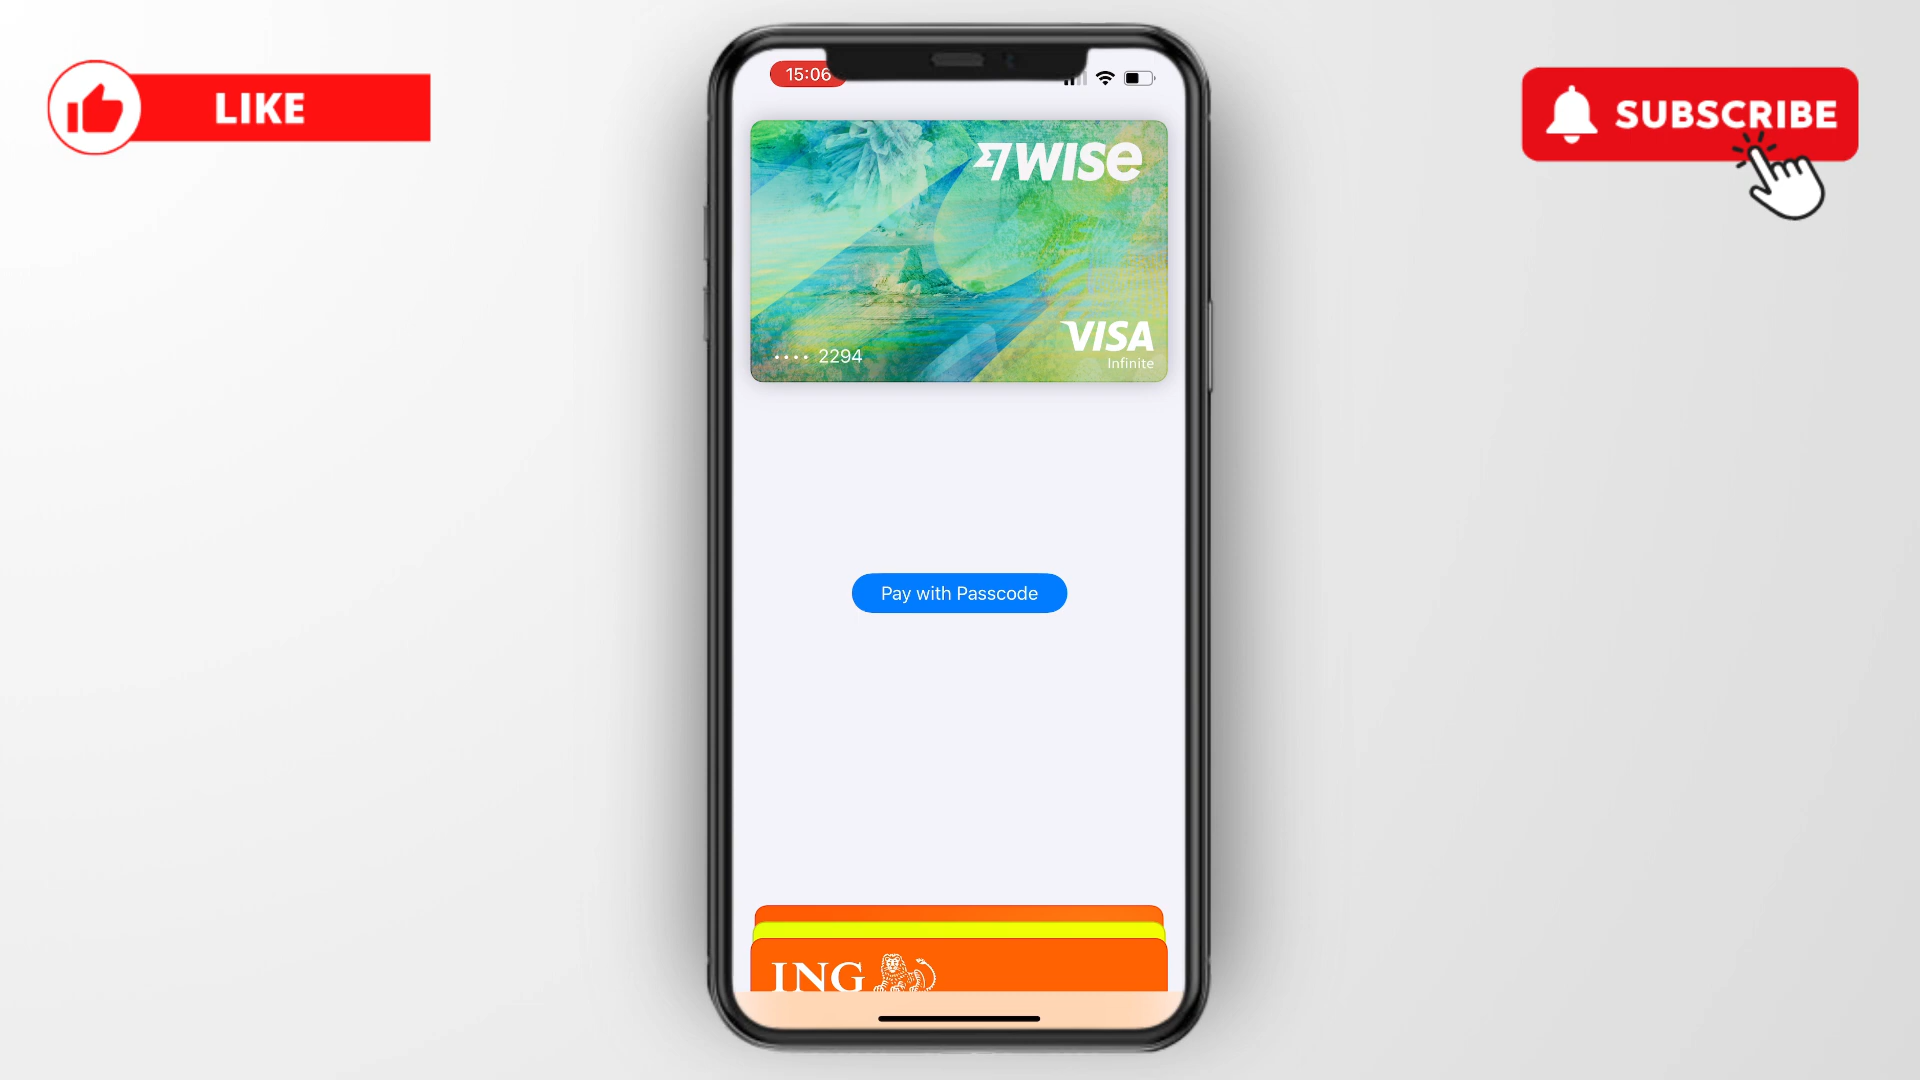 LIKE
SUBSCRIBE
15:06
WISE
VISA
Infinite
•••• 2294
Pay with Passcode
ING